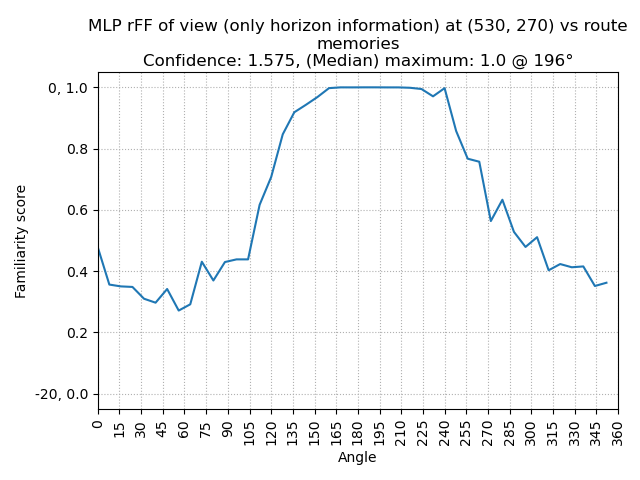 MLP rFF of view (only horizon information) at (530, 270) vs route
memories
Confidence: 1.575, (Median) maximum: 1.0 @ 196°
Familiarity score
0, 1.0
0.8
0.6
0.4
0.2
-20, 0.0
0 15 30 45 60 75 90 105 120 135 150 165 180 195 210 225 240 255 270 285 300 315 330 345 360
Angle